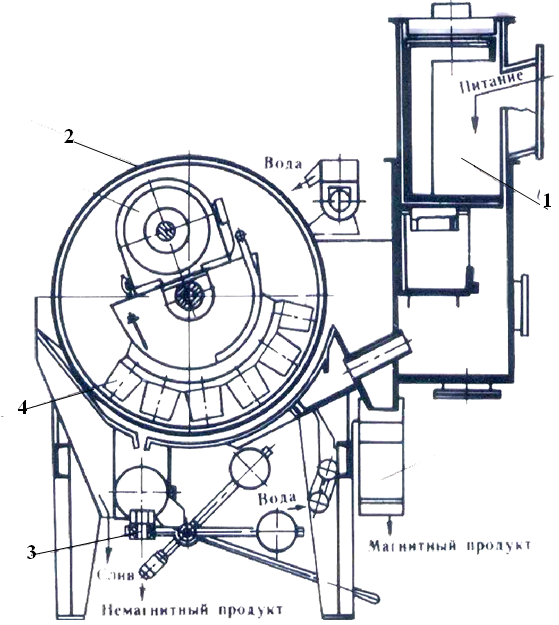 Питание
1
2
Вода
4
Вода
3
Магнитный продукт
Слив
Немагнитный продукт